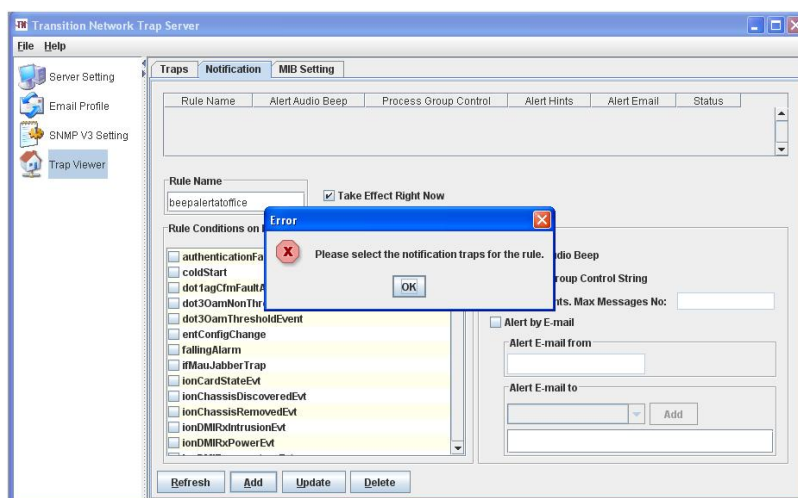 Transition Network Trap Server
File Help
Server Setting
Email Profile
SNMP V3 Setting
Trap Viewer
Traps Notification MIB Setting
Rule Name Alert Audio Beep Process Group Control Alert Hints Alert Email Status
Rule Name
beepalertatoffice
Take Effect Right Now
Error
Please select the notification traps for the rule.
OK
Rule Conditions on
authenticationFa
coldStart
dot1agCfmFaultA
dot3OamNonThre
dot3OamThresholdEvent
entConfigChange
fallingAlarm
ifMauJabberTrap
ionCardStateEvt
ionChassisDiscoveredEvt
ionChassisRemovedEvt
ionDMIRxIntrusionEvt
ionDMIRxPowerEvt
dio Beep
roup Control String
nts. Max Messages No:
Alert by E-mail
Alert E-mail from
Alert E-mail to
Add
Refresh Add Update Delete